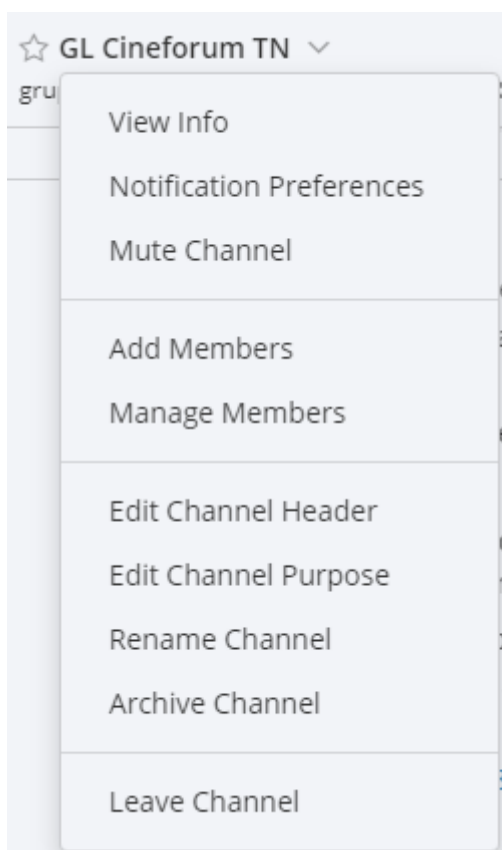 GL Cineforum TN
gru
View Info
Notification Preferences
Mute Channel
Add Members
Manage Members
Edit Channel Header
Edit Channel Purpose
Rename Channel
Archive Channel
Leave Channel